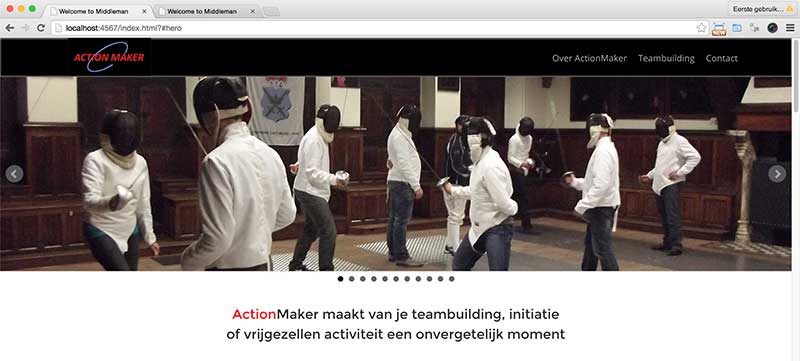 Welcome to Middleman
Welcome to Middleman
Eerste gebruik...
localhost:4567/index.html?#hero
NEW
ACTION MAKER
Over ActionMaker Teambuilding Contact
ActionMaker maakt van je teambuilding, initiatie
of vrijgezellen activiteit een onvergetelijk moment